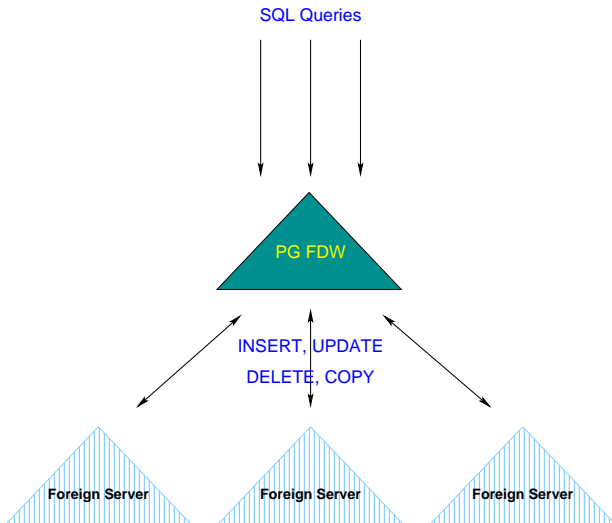 SQL Queries
PG FDW
INSERT, UPDATE
DELETE, COPY
Foreign Server
Foreign Server
Foreign Server